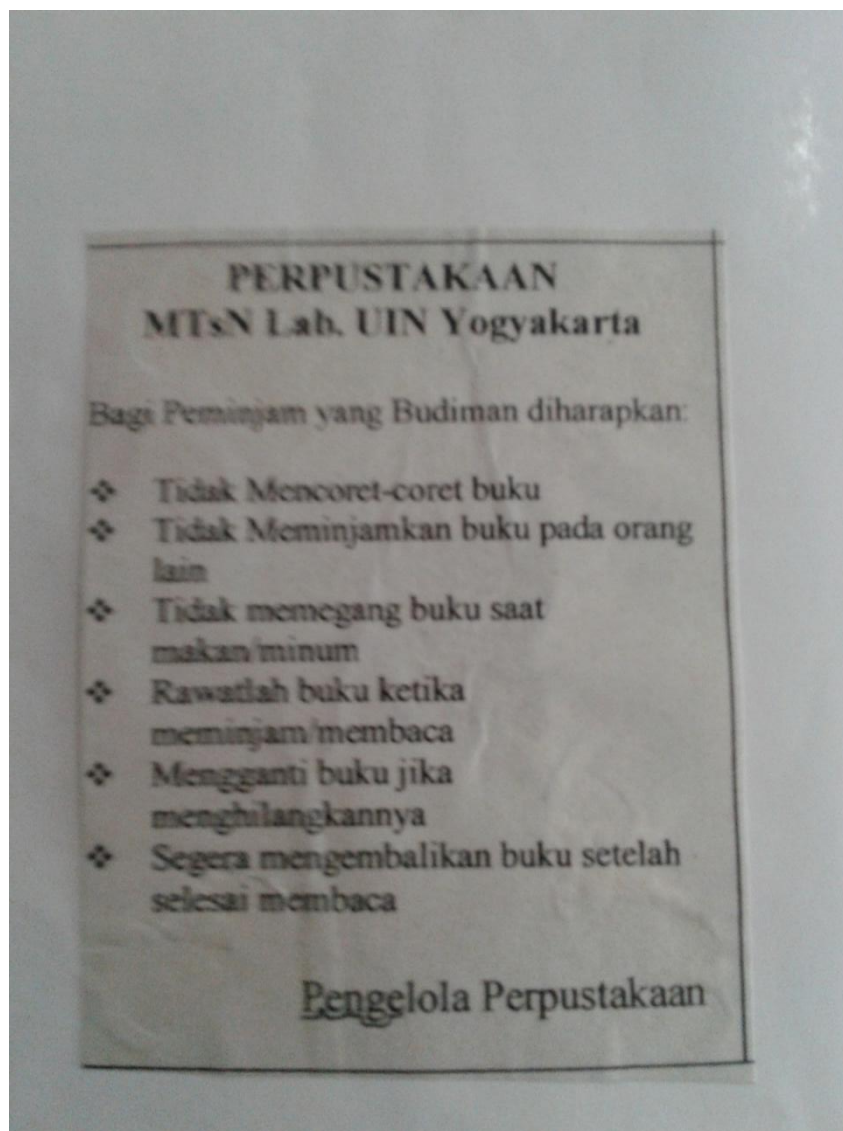 PERPUSTAKAAN
MTsN Lab. UIN Yogyakarta
Bagi Peminjam yang Budiman diharapkan:
❖ Tidak Mencoret-coret buku
❖ Tidak Meminjamkan buku pada orang
lain
❖ Tidak memegang buku saat
makan/minum
❖ Rawatlah buku ketika
meminjam/membaca
❖ Mengganti buku jika
menghilangkannya
❖ Segera mengembalikan buku setelah
selesai membaca
Pengelola Perpustakaan